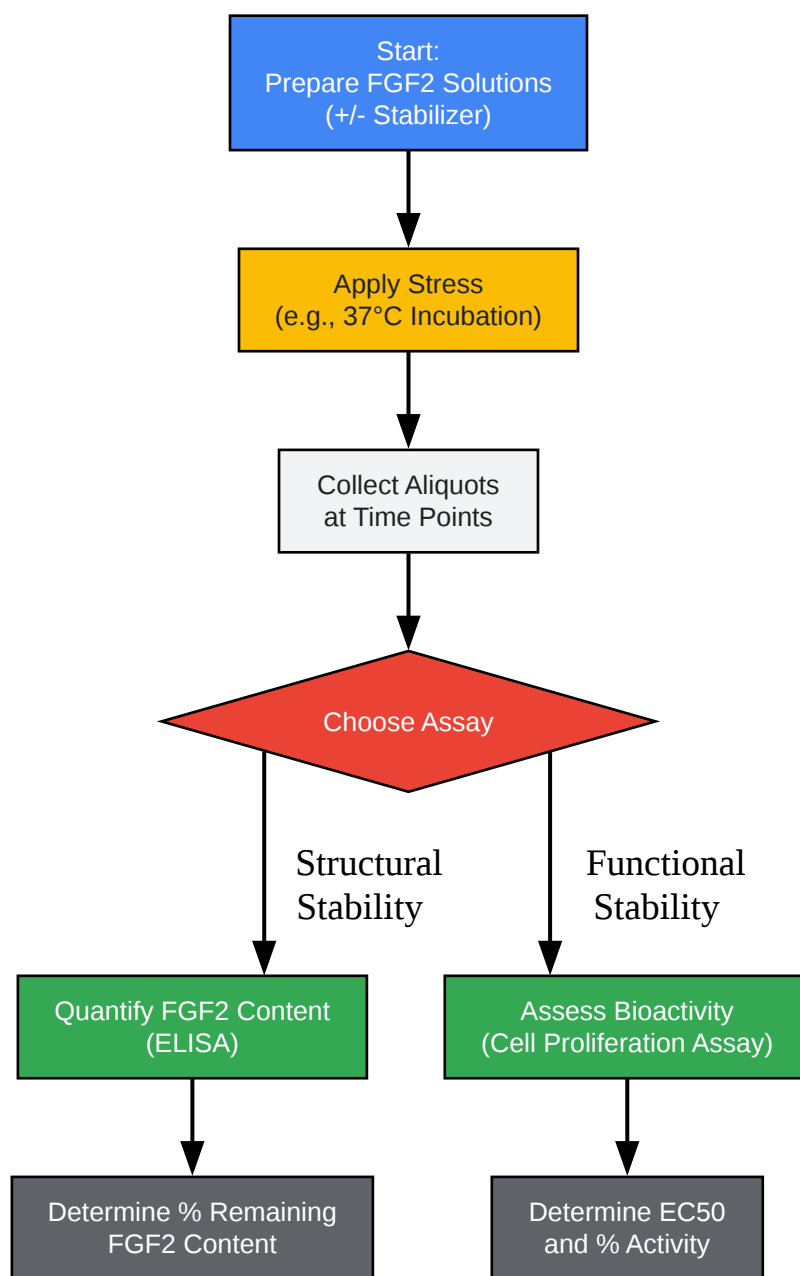 Start:
Prepare FGF2 Solutions
(+/- Stabilizer)
Apply Stress
(e.g., 37°C Incubation)
Collect Aliquots
at Time Points
Choose Assay
Structural
Stability
Functional
Stability
Quantify FGF2 Content
(ELISA)
Assess Bioactivity
(Cell Proliferation Assay)
Determine % Remaining
FGF2 Content
Determine EC50
and % Activity